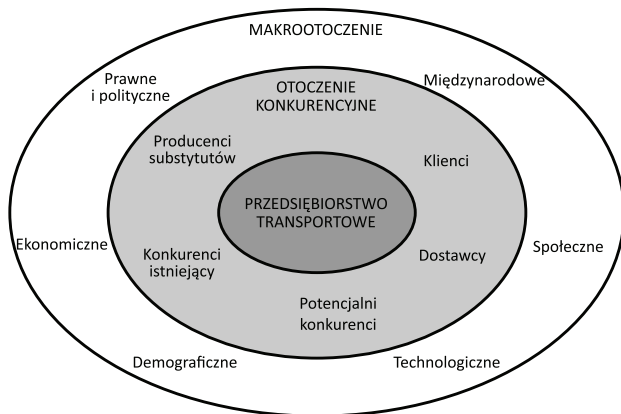 MAKROOTOCZENIE
Prawne
i polityczne
Międzynarodowe
OTOCZENIE
KONKURENCYJNE
Producenci
substytutów
Klienci
PRZEDSIĘBIORSTWO
TRANSPORTOWE
Ekonomiczne
Konkurenci
istniejący
Dostawcy
Społeczne
Potencjalni
konkurenci
Demograficzne
Technologiczne